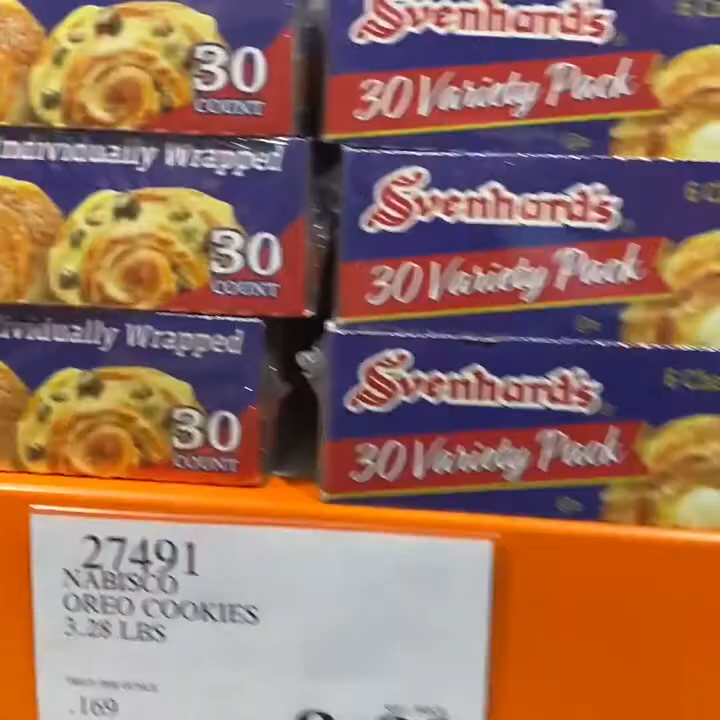 Svenhard's
30 Variety Pack
30
COUNT
Individually Wrapped
30
COUNT
Svenhard's
30 Variety Pack
Individually Wrapped
30
COUNT
Svenhard's
30 Variety Pack
27491
NABISCO
OREO COOKIES
3.28 LBS
.169